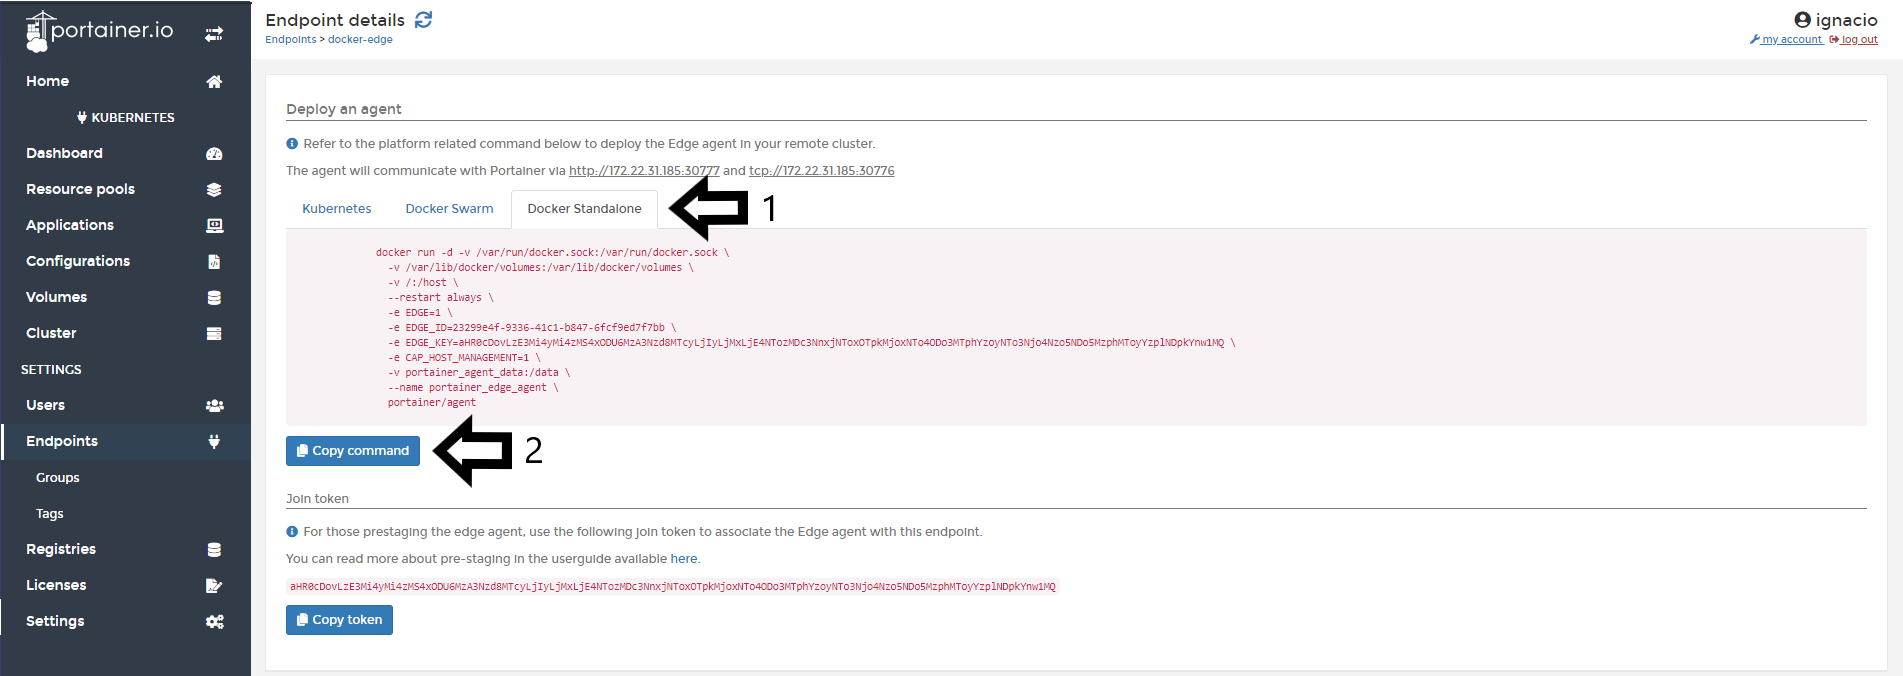 portainer.io
Home
KUBERNETES
Dashboard
Resource pools
Applications
Configurations
Volumes
Cluster
SETTINGS
Users
Endpoints
Groups
Tags
Registries
Licenses
Settings
Endpoint details
Endpoints > docker-edge
ignacio
my account log out
Deploy an agent
Refer to the platform related command below to deploy the Edge agent in your remote cluster.
The agent will communicate with Portainer via http://172.22.31.185:30777 and tcp://172.22.31.185:30776
Kubernetes Docker Swarm Docker Standalone 1
docker run -d -v /var/run/docker.sock:/var/run/docker.sock \
-v /var/lib/docker/volumes:/var/lib/docker/volumes \
-v /:/host \
--restart always \
-e EDGE=1 \
-e EDGE_ID=23299e4f-9336-41c1-b847-6fcf9ed7f7bb \
-e EDGE_KEY=aHR0cDovLzE3Mi4yMi4zMS4xODU6MzA3Nzd8MTcyLjIyLjMxLjE4NTozMDc3NnxjNToxOTpkMjoxNTo4ODo3MTphYzoyNTo3Njo4Nzo5NDo5MzphMToyYzplNDpkYnw1MQ \
-e CAP_HOST_MANAGEMENT=1 \
-v portainer_agent_data:/data \
--name portainer_edge_agent \
portainer/agent
Copy command 2
Join token
For those prestaging the edge agent, use the following join token to associate the Edge agent with this endpoint.
You can read more about pre-staging in the userguide available here.
aHR0cDovLzE3Mi4yMi4zMS4xODU6MzA3Nzd8MTcyLjIyLjMxLjE4NTozMDc3NnxjNToxOTpkMjoxNTo4ODo3MTphYzoyNTo3Njo4Nzo5NDo5MzphMToyYzplNDpkYnw1MQ
Copy token